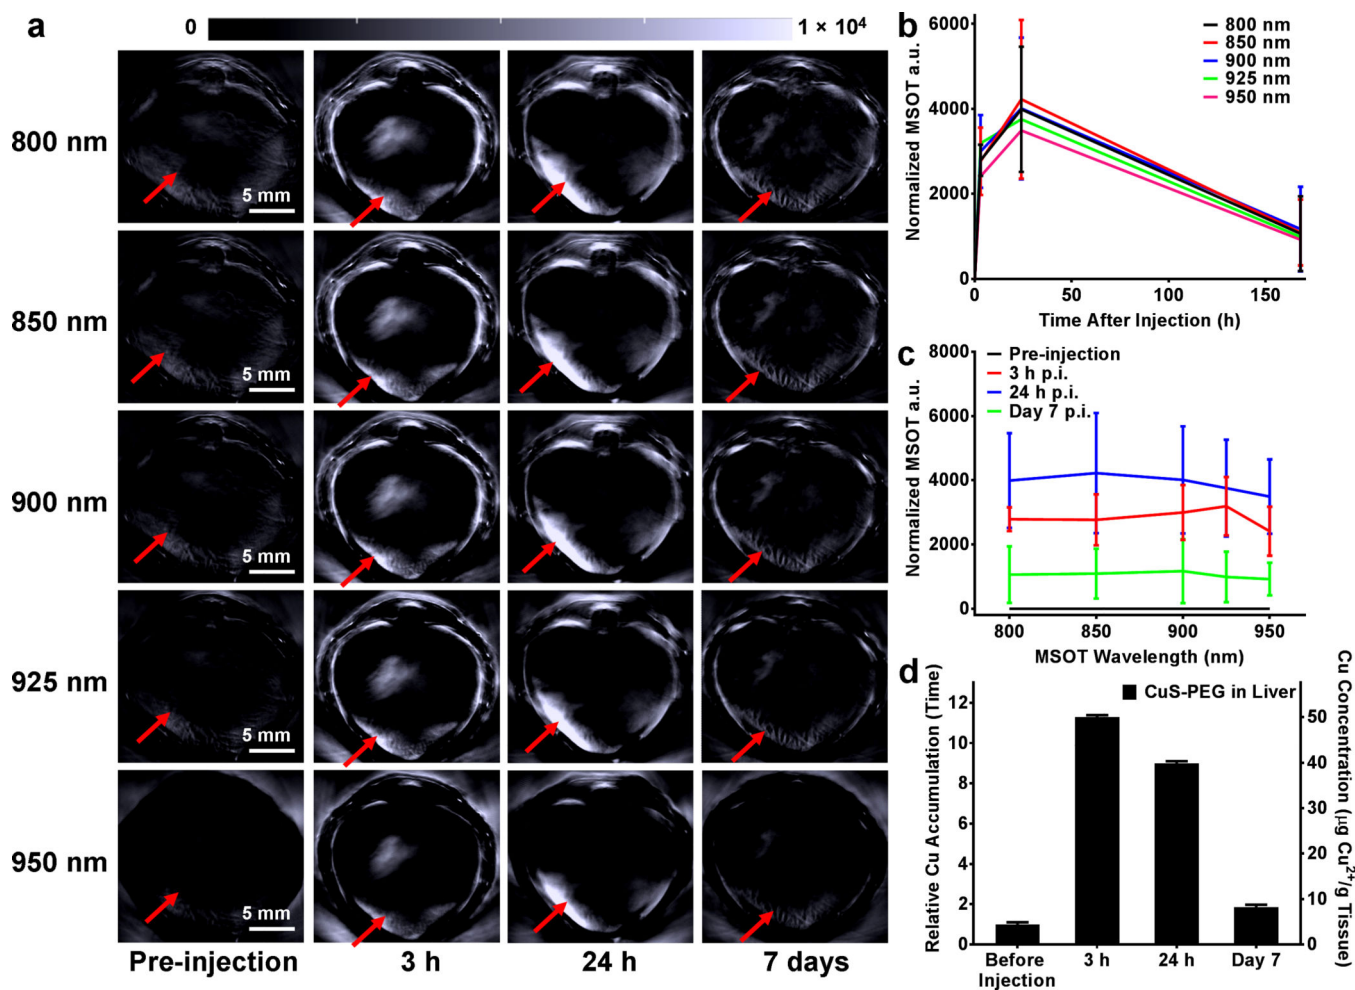 a
0
1 × 10⁴
800 nm
5 mm
850 nm
5 mm
900 nm
5 mm
925 nm
5 mm
950 nm
5 mm
Pre-injection
3 h
24 h
7 days
b
Normalized MSOT a.u.
6000
4000
2000
0
0
50
100
150
Time After Injection (h)
800 nm
850 nm
900 nm
925 nm
950 nm
c
Normalized MSOT a.u.
8000
6000
4000
2000
0
Pre-injection
3 h p.i.
24 h p.i.
Day 7 p.i.
800
850
900
950
MSOT Wavelength (nm)
d
Relative Cu Accumulation (Time)
12
10
8
6
4
2
0
CuS-PEG in Liver
50
40
30
20
10
0
Cu Concentration (μg Cu²⁺/g Tissue)
Before
Injection
3 h
24 h
Day 7